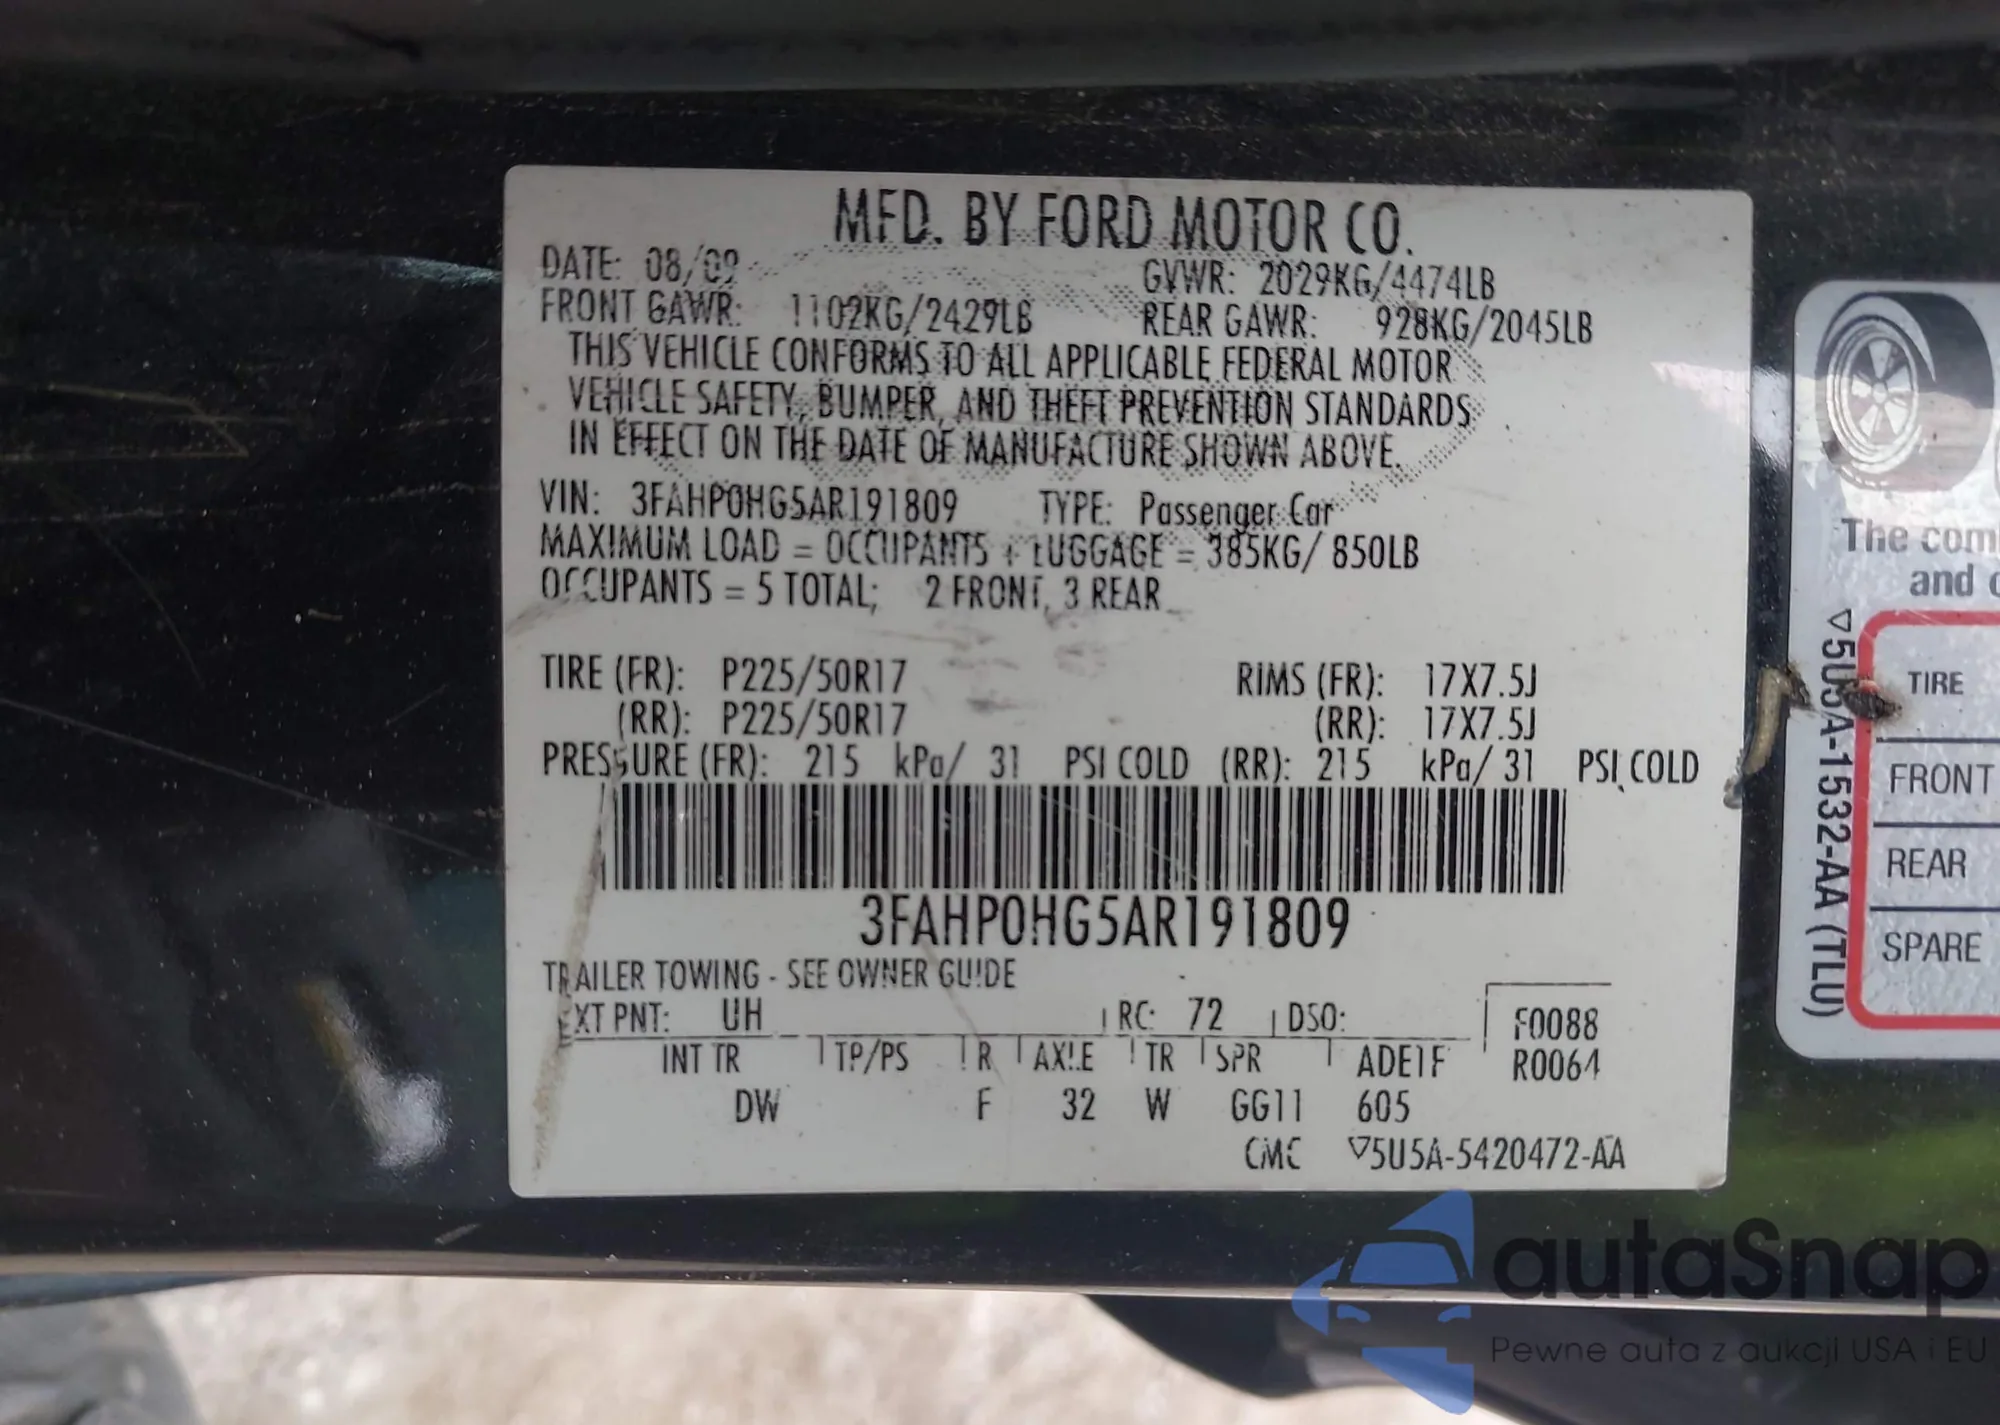 MFD. BY FORD MOTOR CO.
DATE: 08/09 GVWR: 2029KG/4474LB
FRONT GAWR: 1102KG/2429LB REAR GAWR: 928KG/2045LB
THIS VEHICLE CONFORMS TO ALL APPLICABLE FEDERAL MOTOR
VEHICLE SAFETY, BUMPER, AND THEFT PREVENTION STANDARDS
IN EFFECT ON THE DATE OF MANUFACTURE SHOWN ABOVE.
VIN: 3FAHP0HG5AR191809 TYPE: Passenger Car
MAXIMUM LOAD = OCCUPANTS + LUGGAGE = 385KG/ 850LB
OCCUPANTS = 5 TOTAL; 2 FRONT, 3 REAR
TIRE (FR): P225/50R17 RIMS (FR): 17X7.5J
(RR): P225/50R17 (RR): 17X7.5J
PRESSURE (FR): 215 kPa/ 31 PSI COLD (RR): 215 kPa/ 31 PSI COLD
3FAHP0HG5AR191809
TRAILER TOWING - SEE OWNER GUIDE
EXT PNT: UH RC: 72 DSO: F0088
INT TR TP/PS R AXLE TR SPR ADE1F R0064
DW F 32 W GG11 605
CMC ▽5U5A-5420472-AA
The com
and
▽5U5A-1532-AA (TLU)
TIRE
FRONT
REAR
SPARE
autaSnap
Pewne auta z aukcji USA i EU